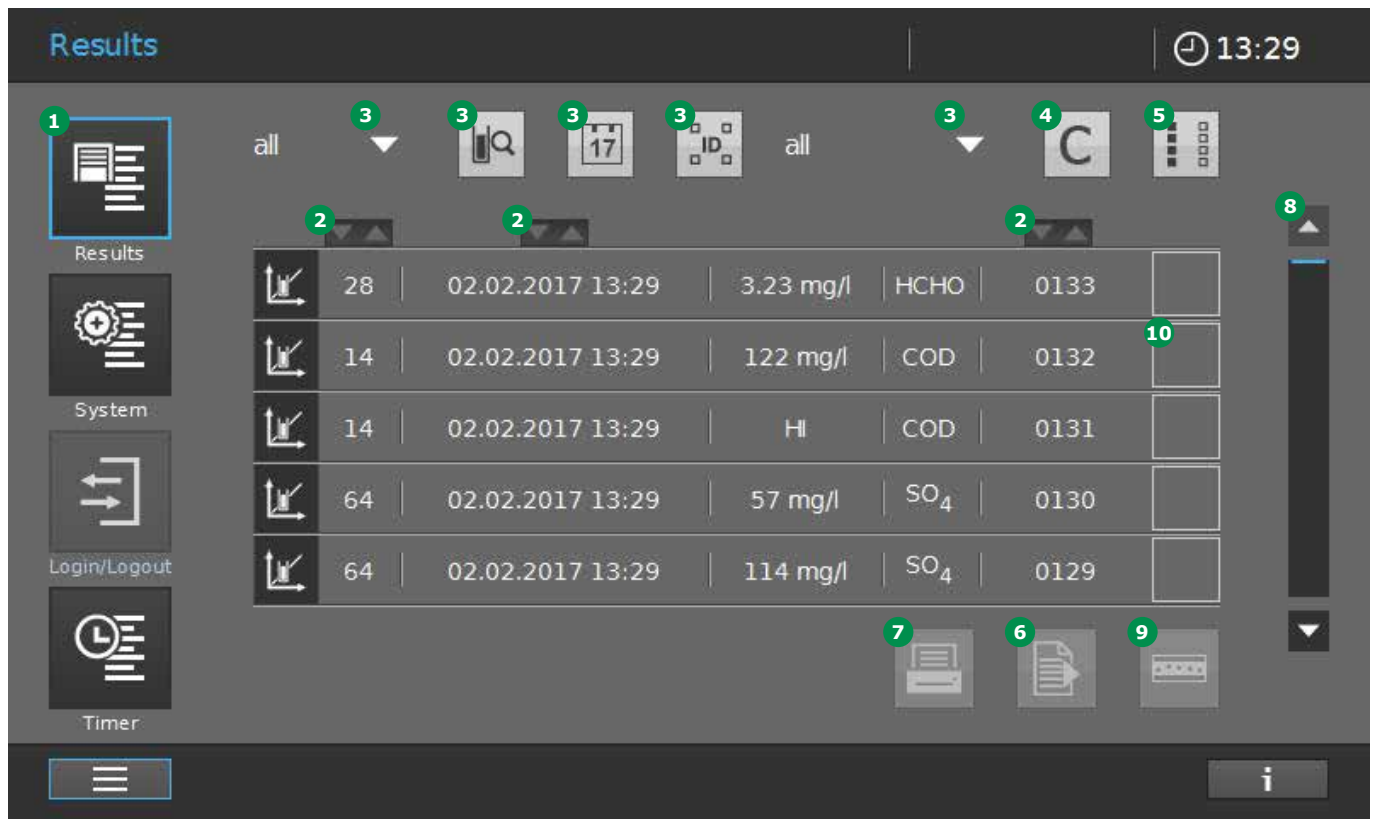 Results
13:29
1
all
3
3
3
17
3
ID
all
3
4
C
5
Results
2
2
2
8
28 02.02.2017 13:29 3.23 mg/l HCHO 0133
10
14 02.02.2017 13:29 122 mg/l COD 0132
14 02.02.2017 13:29 HI COD 0131
64 02.02.2017 13:29 57 mg/l SO₄ 0130
64 02.02.2017 13:29 114 mg/l SO₄ 0129
System
Login/Logout
7
6
9
Timer
i